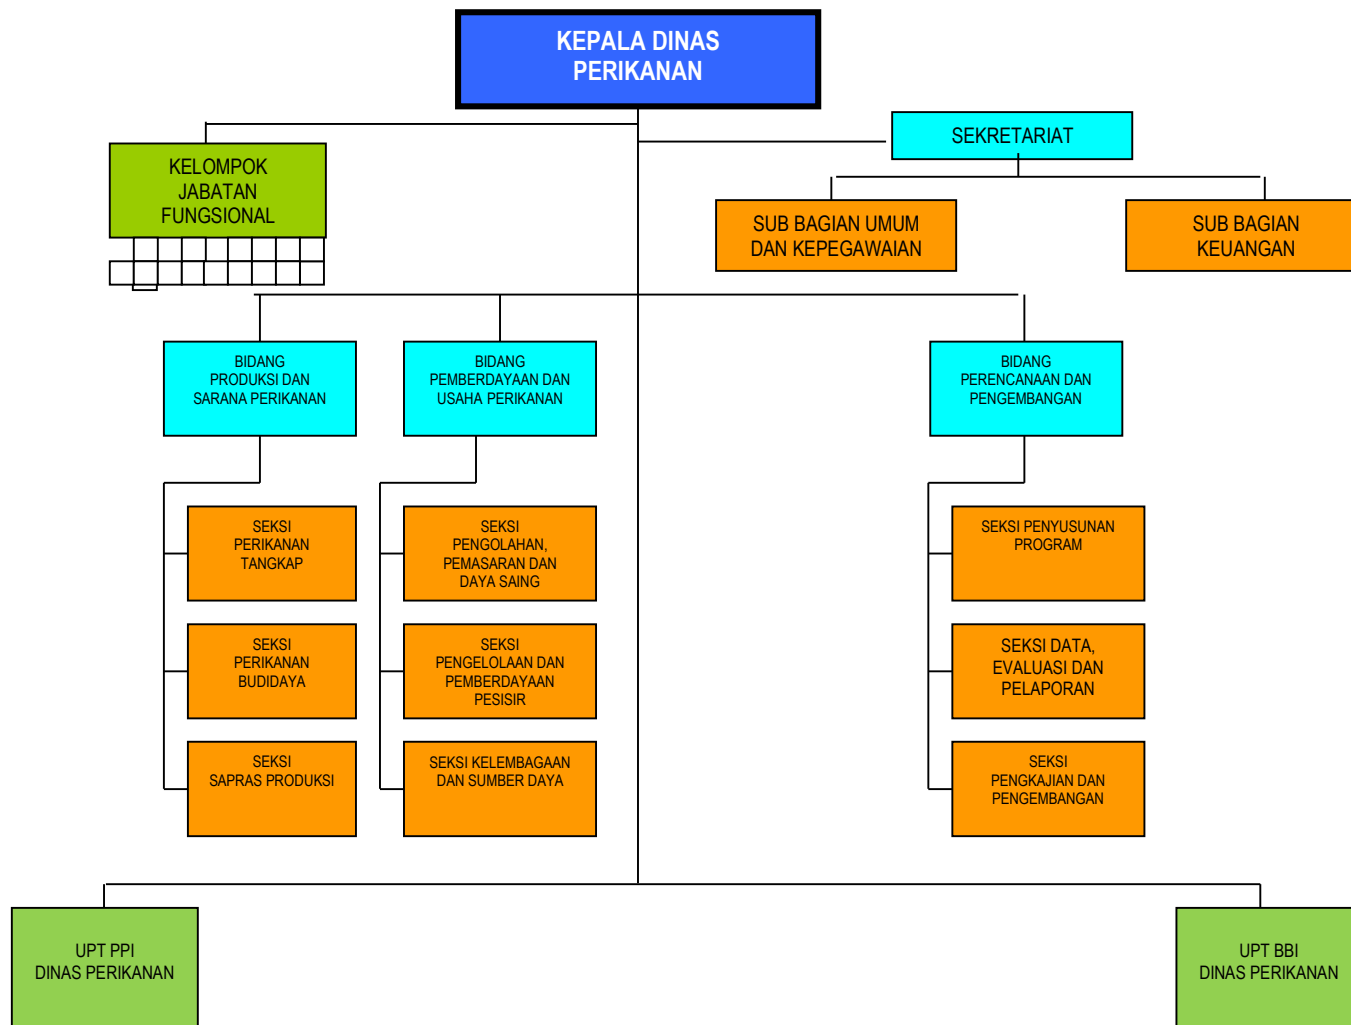 KEPALA DINAS
PERIKANAN
SEKRETARIAT
KELOMPOK
JABATAN
FUNGSIONAL
SUB BAGIAN UMUM
DAN KEPEGAWAIAN
SUB BAGIAN
KEUANGAN
BIDANG
PRODUKSI DAN
SARANA PERIKANAN
BIDANG
PEMBERDAYAAN DAN
USAHA PERIKANAN
BIDANG
PERENCANAAN DAN
PENGEMBANGAN
SEKSI
PERIKANAN
TANGKAP
SEKSI
PENGOLAHAN,
PEMASARAN DAN
DAYA SAING
SEKSI PENYUSUNAN
PROGRAM
SEKSI
PERIKANAN
BUDIDAYA
SEKSI
PENGELOLAAN DAN
PEMBERDAYAAN
PESISIR
SEKSI DATA,
EVALUASI DAN
PELAPORAN
SEKSI
SAPRAS PRODUKSI
SEKSI KELEMBAGAAN
DAN SUMBER DAYA
SEKSI
PENGKAJIAN DAN
PENGEMBANGAN
UPT PPI
DINAS PERIKANAN
UPT BBI
DINAS PERIKANAN